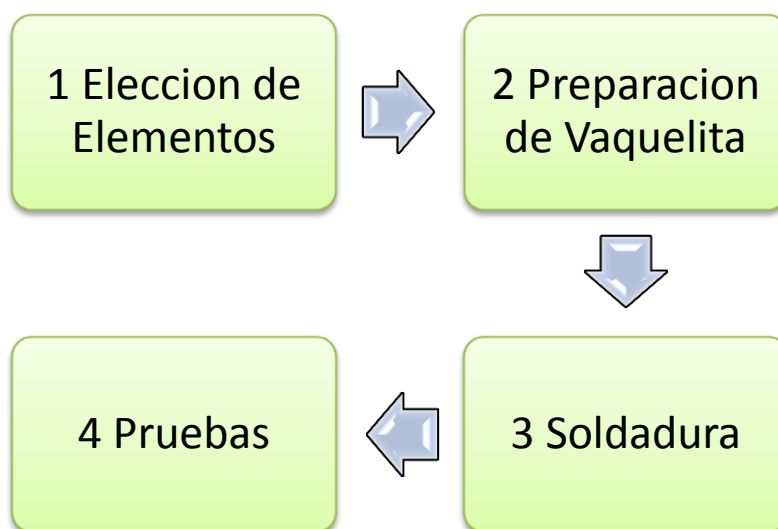 1 Eleccion de
Elementos
2 Preparacion
de Vaquelita
3 Soldadura
4 Pruebas